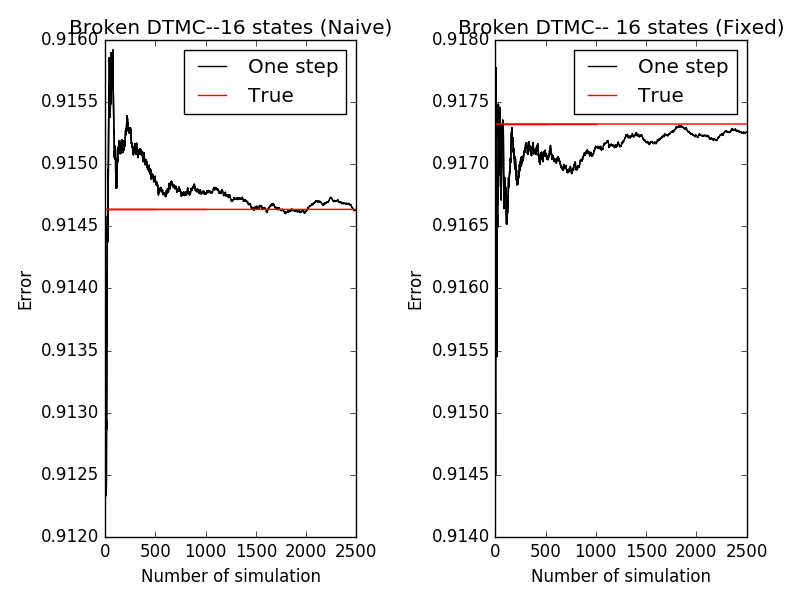 Broken DTMC--16 states (Naive)
One step
True
0.9160
0.9155
0.9150
0.9145
0.9140
0.9135
0.9130
0.9125
0.9120
Error
0 500 1000 1500 2000 2500
Number of simulation
Broken DTMC-- 16 states (Fixed)
One step
True
0.9180
0.9175
0.9170
0.9165
0.9160
0.9155
0.9150
0.9145
0.9140
Error
0 500 1000 1500 2000 2500
Number of simulation